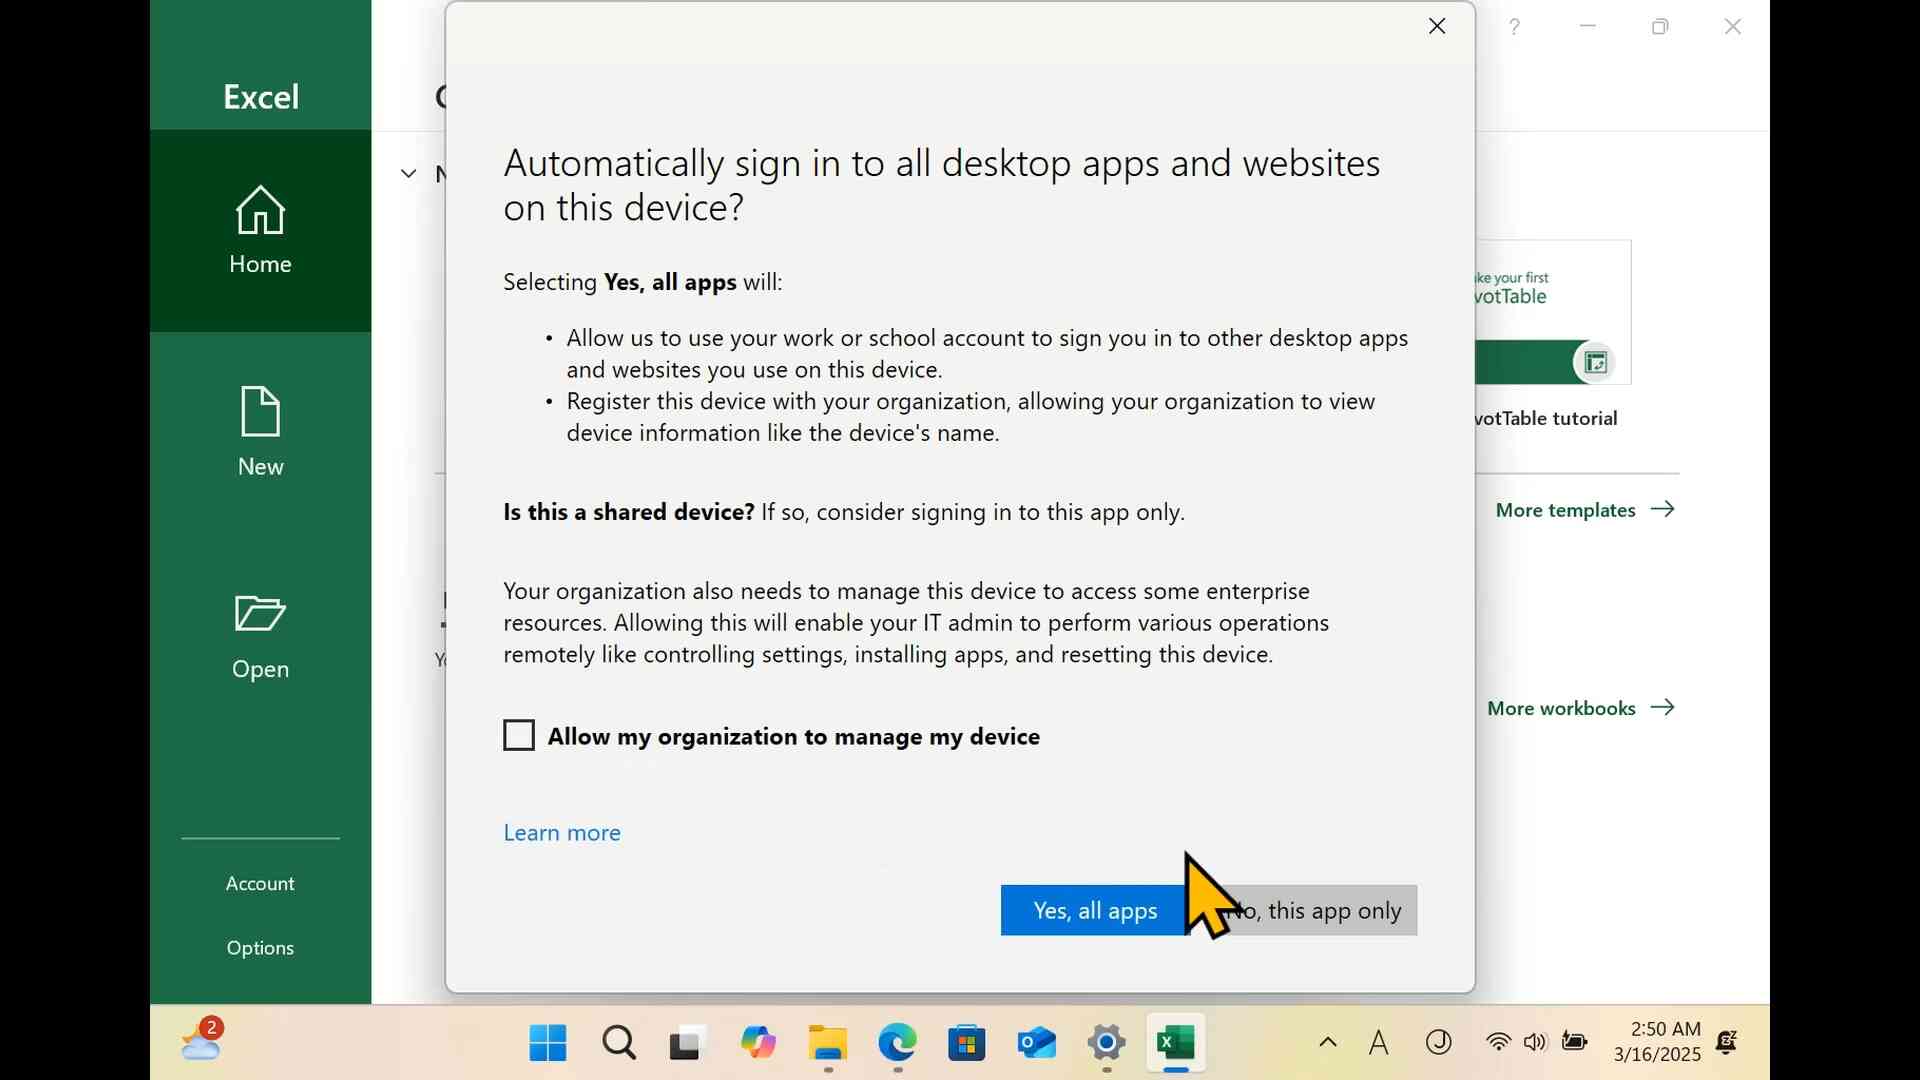 Excel
Home
New
Open
Account
Options
Automatically sign in to all desktop apps and websites
on this device?
Selecting Yes, all apps will:
• Allow us to use your work or school account to sign you in to other desktop apps
and websites you use on this device.
• Register this device with your organization, allowing your organization to view
device information like the device's name.
Is this a shared device? If so, consider signing in to this app only.
Your organization also needs to manage this device to access some enterprise
resources. Allowing this will enable your IT admin to perform various operations
remotely like controlling settings, installing apps, and resetting this device.
Allow my organization to manage my device
Learn more
Yes, all apps
No, this app only
?
your first
tutorial
More templates
More workbooks
2
2:50 AM
3/16/2025